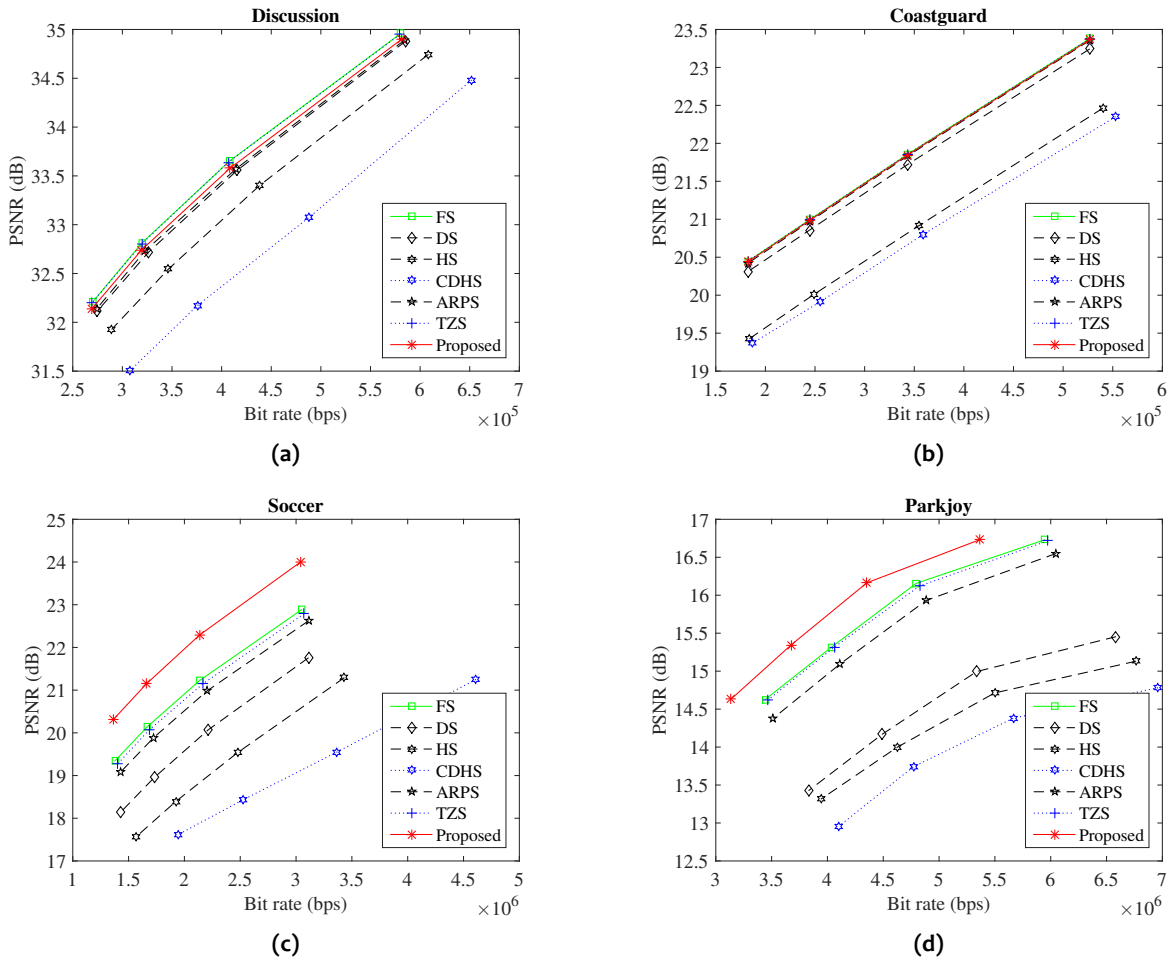 Discussion
35
34.5
34
33.5
33
32.5
32
31.5
PSNR (dB)
2.5 3 3.5 4 4.5 5 5.5 6 6.5 7
Bit rate (bps)
×10^5
FS
DS
HS
CDHS
ARPS
TZS
Proposed
(a)
Coastguard
23.5
23
22.5
22
21.5
21
20.5
20
19.5
19
PSNR (dB)
1.5 2 2.5 3 3.5 4 4.5 5 5.5 6
Bit rate (bps)
×10^5
FS
DS
HS
CDHS
ARPS
TZS
Proposed
(b)
Soccer
25
24
23
22
21
20
19
18
17
PSNR (dB)
1 1.5 2 2.5 3 3.5 4 4.5 5
Bit rate (bps)
×10^6
FS
DS
HS
CDHS
ARPS
TZS
Proposed
(c)
Parkjoy
17
16.5
16
15.5
15
14.5
14
13.5
13
12.5
PSNR (dB)
3 3.5 4 4.5 5 5.5 6 6.5 7
Bit rate (bps)
×10^6
FS
DS
HS
CDHS
ARPS
TZS
Proposed
(d)